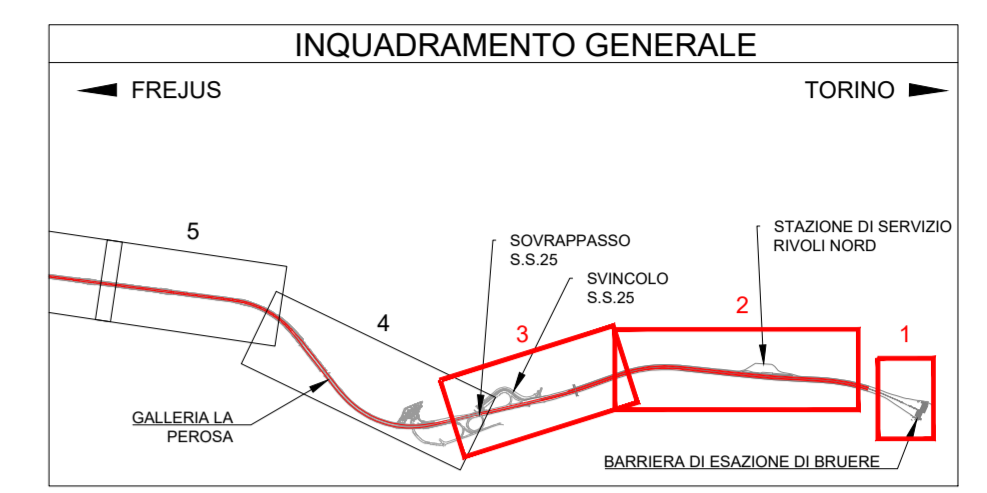 INQUADRAMENTO GENERALE
FREJUS
TORINO
5
4
3
2
1
SOVRAPPASSO
S.S.25
SVINCOLO
S.S.25
STAZIONE DI SERVIZIO
RIVOLI NORD
GALLERIA LA
PEROSA
BARRIERA DI ESAZIONE DI BRUERE